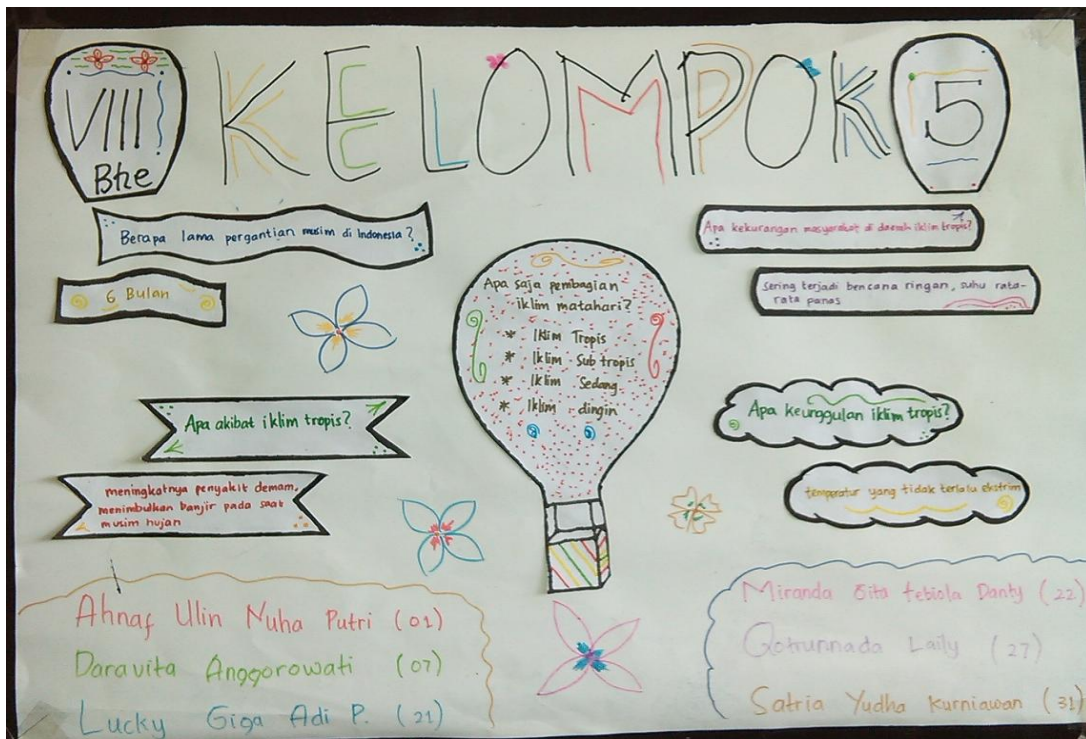 VIII
Bhe
KELOMPOK
5
Berapa lama pergantian musim di Indonesia?
6 Bulan
Apa akibat iklim tropis?
meningkatnya penyakit demam,
menimbulkan banjir pada saat
musim hujan
Apa saja pembagian
iklim matahari?
* Iklim Tropis
* Iklim Sub tropis
* Iklim Sedang
* Iklim dingin
Apa kekurangan masyarakat di daerah iklim tropis?
Sering terjadi bencana ringan, suhu rata-
rata panas
Apa keunggulan iklim tropis?
temperatur yang tidak terlalu ekstrim
Ahnaf Ulin Nuha Putri (01)
Daravita Anggorowati (07)
Lucky Giga Adi P. (21)
Miranda Sita febiola Danty (22)
Qotrunnada Laily (27)
Satria Yudha Kurniawan (31)